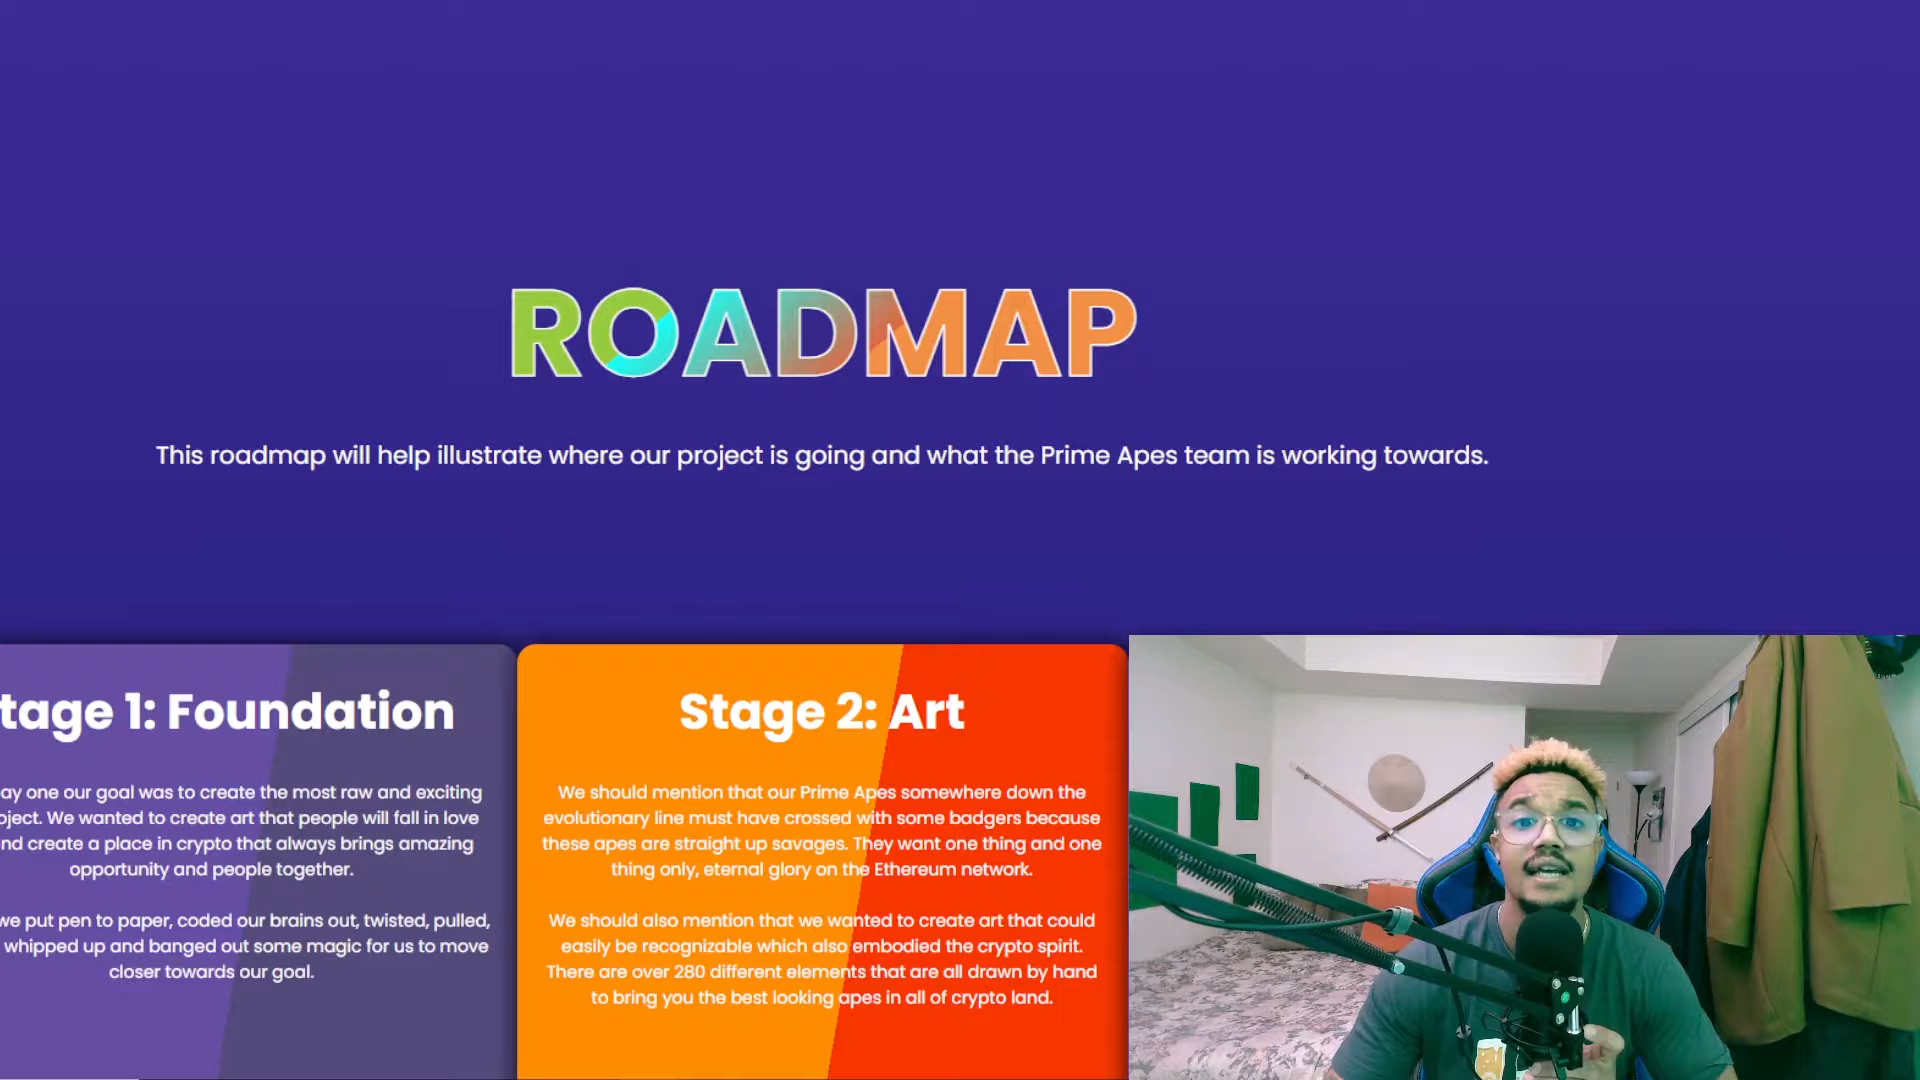 ROADMAP
This roadmap will help illustrate where our project is going and what the Prime Apes team is working towards.
tage 1: Foundation
ay one our goal was to create the most raw and exciting
oject. We wanted to create art that people will fall in love
nd create a place in crypto that always brings amazing
opportunity and people together.
we put pen to paper, coded our brains out, twisted, pulled,
whipped up and banged out some magic for us to move
closer towards our goal.
Stage 2: Art
We should mention that our Prime Apes somewhere down the
evolutionary line must have crossed with some badgers because
these apes are straight up savages. They want one thing and one
thing only, eternal glory on the Ethereum network.
We should also mention that we wanted to create art that could
easily be recognizable which also embodied the crypto spirit.
There are over 280 different elements that are all drawn by hand
to bring you the best looking apes in all of crypto land.